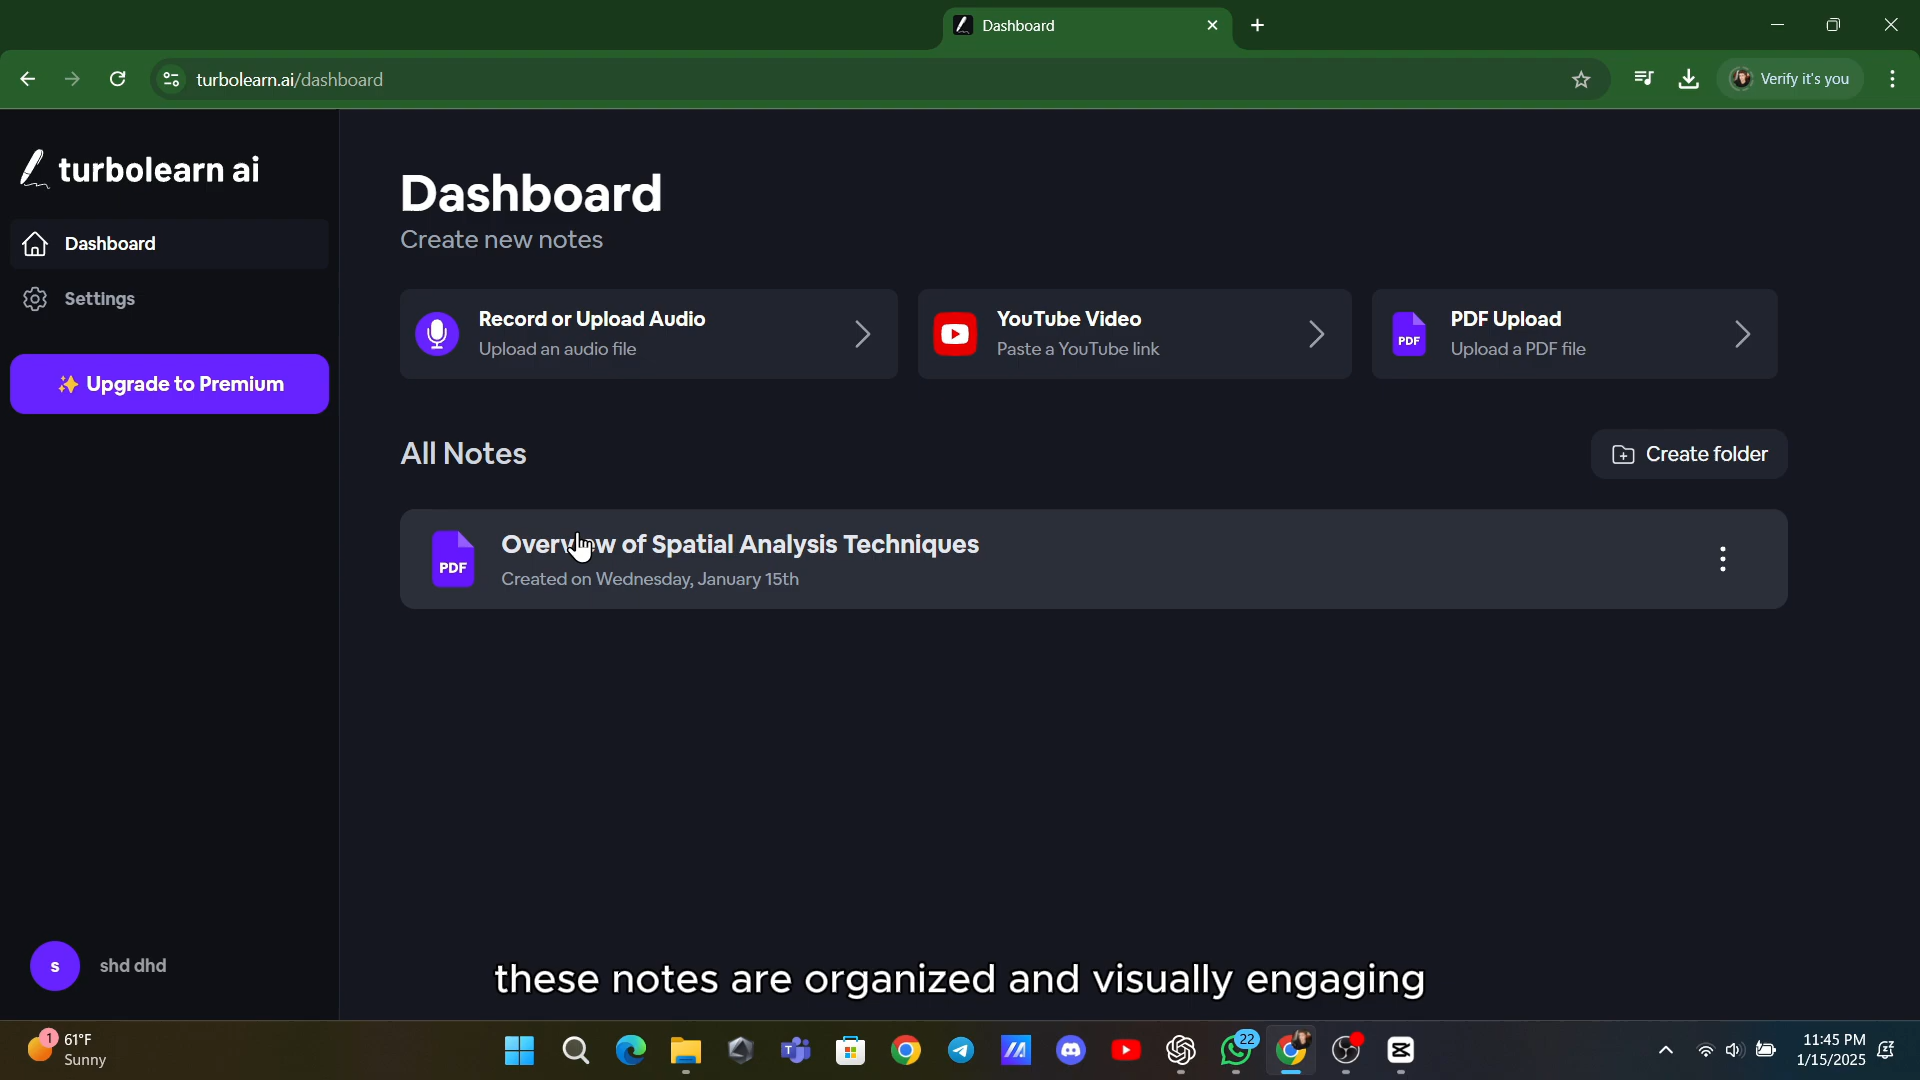 Dashboard
turbolearn.ai/dashboard
Verify it's you
turbolearn ai
Dashboard
Settings
✨ Upgrade to Premium
s
shd dhd
Dashboard
Create new notes
Record or Upload Audio
Upload an audio file
YouTube Video
Paste a YouTube link
PDF
PDF Upload
Upload a PDF file
All Notes
Create folder
PDF
Overview of Spatial Analysis Techniques
Created on Wednesday, January 15th
these notes are organized and visually engaging
1
61°F
Sunny
22
11:45 PM
1/15/2025